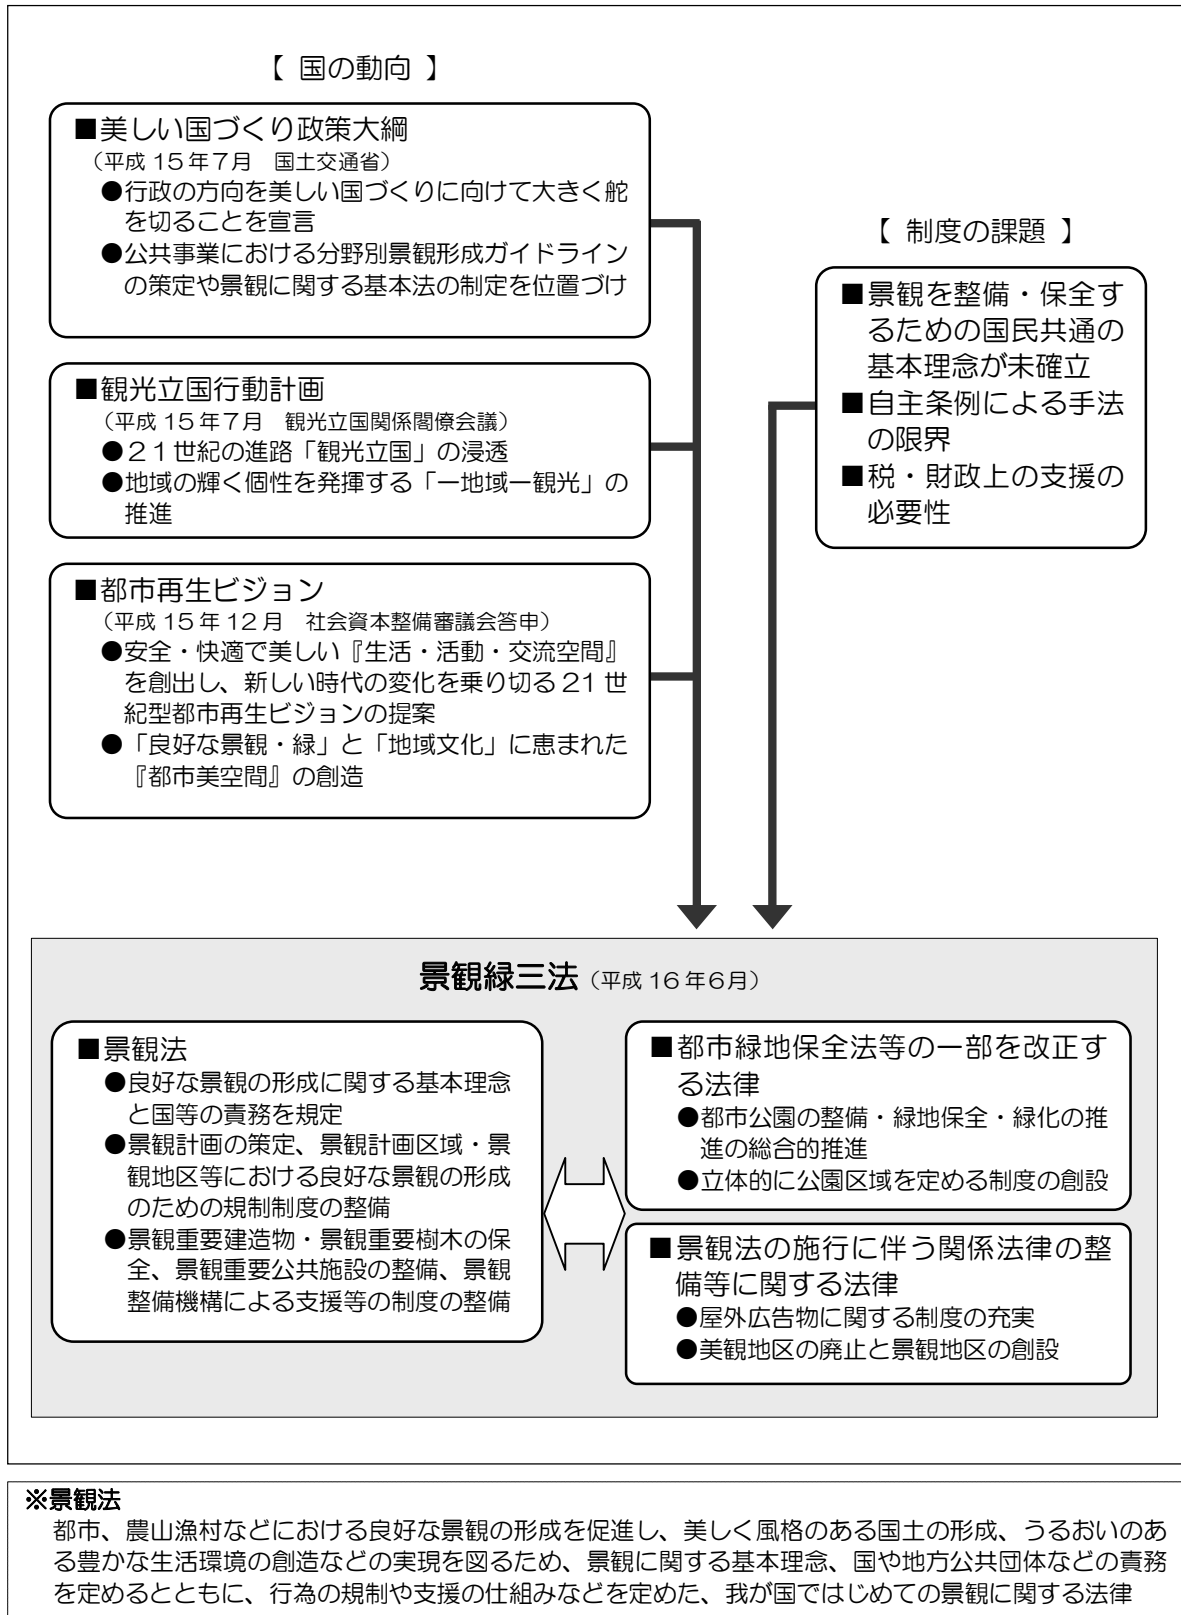 【 国の動向 】
■美しい国づくり政策大綱
（平成 15 年７月　国土交通省）
●行政の方向を美しい国づくりに向けて大きく舵
を切ることを宣言
●公共事業における分野別景観形成ガイドライン
の策定や景観に関する基本法の制定を位置づけ
■観光立国行動計画
（平成 15 年７月　観光立国関係閣僚会議）
●２１世紀の進路「観光立国」の浸透
●地域の輝く個性を発揮する「一地域一観光」の
推進
■都市再生ビジョン
（平成 15 年 12 月　社会資本整備審議会答申）
●安全・快適で美しい『生活・活動・交流空間』
を創出し、新しい時代の変化を乗り切る 21 世
紀型都市再生ビジョンの提案
●「良好な景観・緑」と「地域文化」に恵まれた
『都市美空間』の創造
【 制度の課題 】
■景観を整備・保全す
るための国民共通の
基本理念が未確立
■自主条例による手法
の限界
■税・財政上の支援の
必要性
景観緑三法（平成 16 年６月）
■景観法
●良好な景観の形成に関する基本理念
と国等の責務を規定
●景観計画の策定、景観計画区域・景
観地区等における良好な景観の形成
のための規制制度の整備
●景観重要建造物・景観重要樹木の保
全、景観重要公共施設の整備、景観
整備機構による支援等の制度の整備
■都市緑地保全法等の一部を改正す
る法律
●都市公園の整備・緑地保全・緑化の推
進の総合的推進
●立体的に公園区域を定める制度の創設
■景観法の施行に伴う関係法律の整
備等に関する法律
●屋外広告物に関する制度の充実
●美観地区の廃止と景観地区の創設
※景観法
都市、農山漁村などにおける良好な景観の形成を促進し、美しく風格のある国土の形成、うるおいのあ
る豊かな生活環境の創造などの実現を図るため、景観に関する基本理念、国や地方公共団体などの責務
を定めるとともに、行為の規制や支援の仕組みなどを定めた、我が国ではじめての景観に関する法律